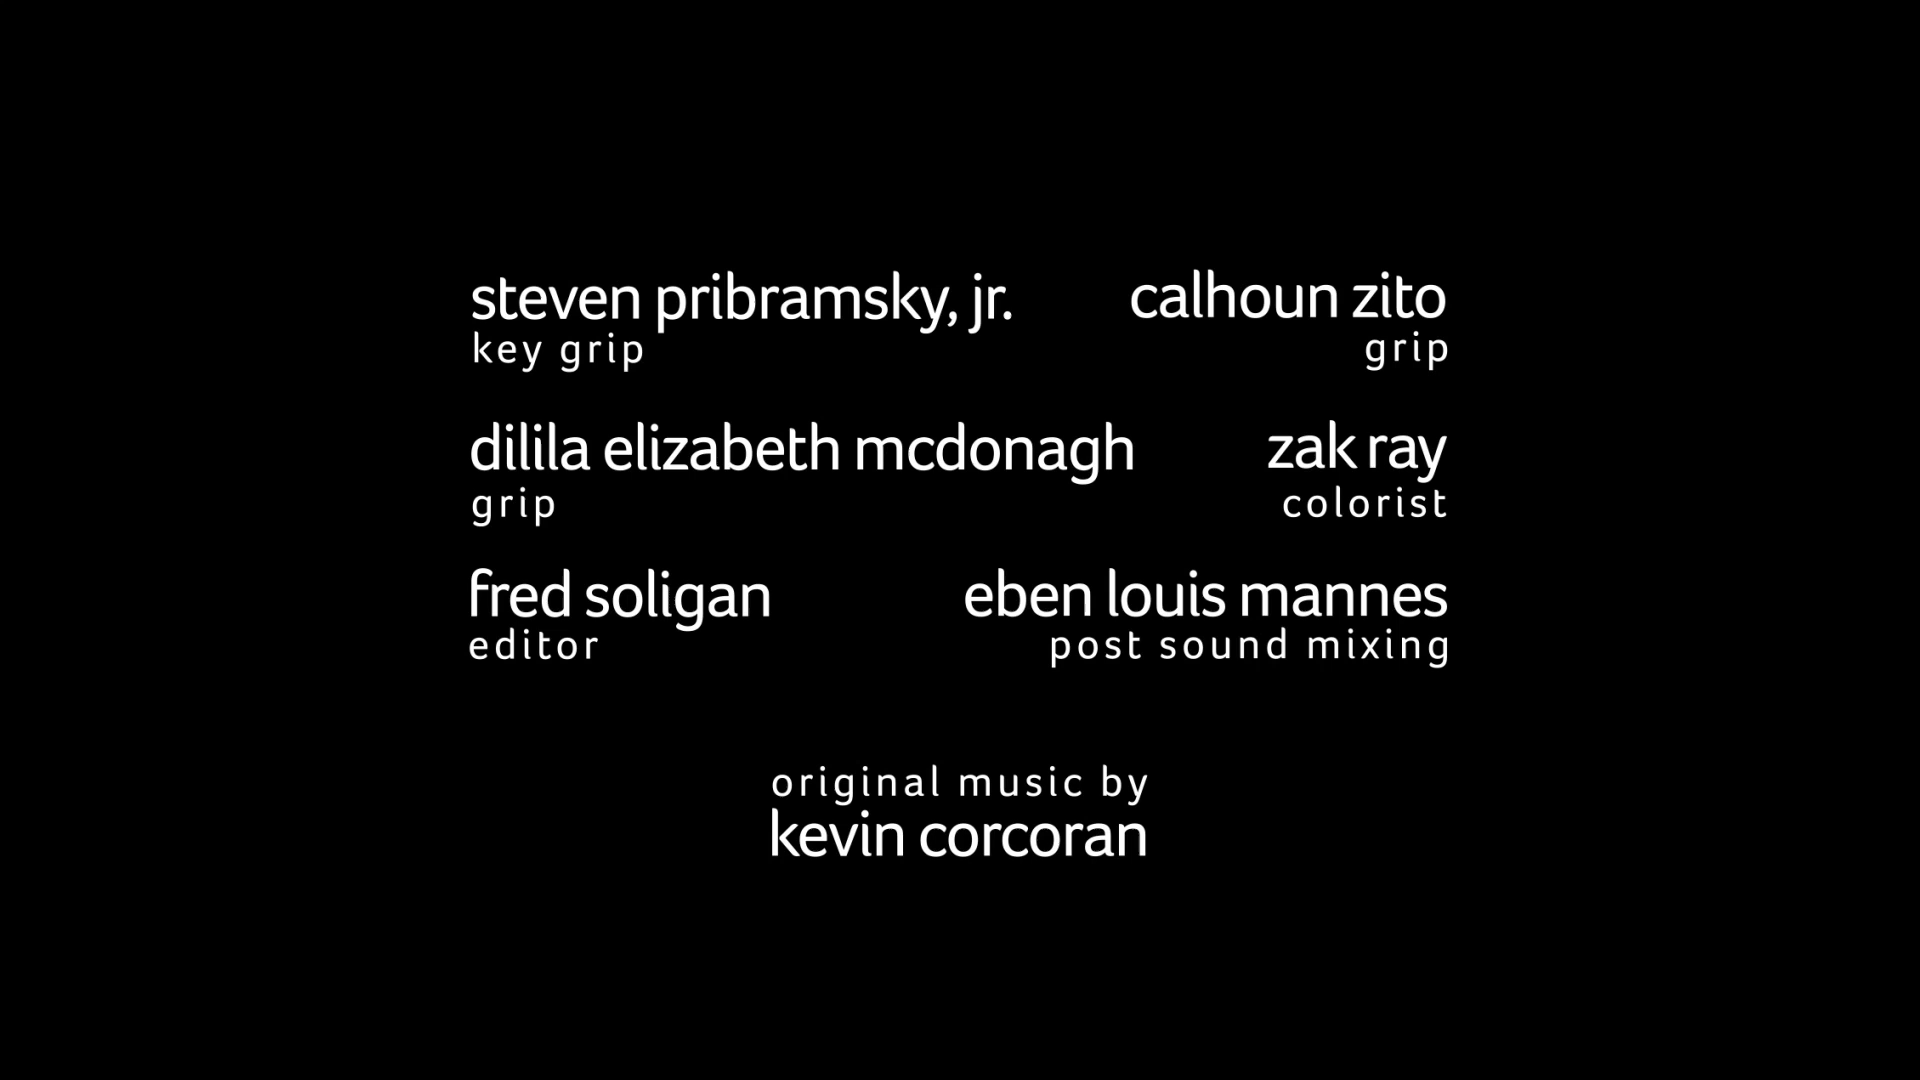 steven pribramsky, jr.
key grip
calhoun zito
grip
dilila elizabeth mcdonagh
grip
zak ray
colorist
fred soligan
editor
eben louis mannes
post sound mixing
original music by
kevin corcoran